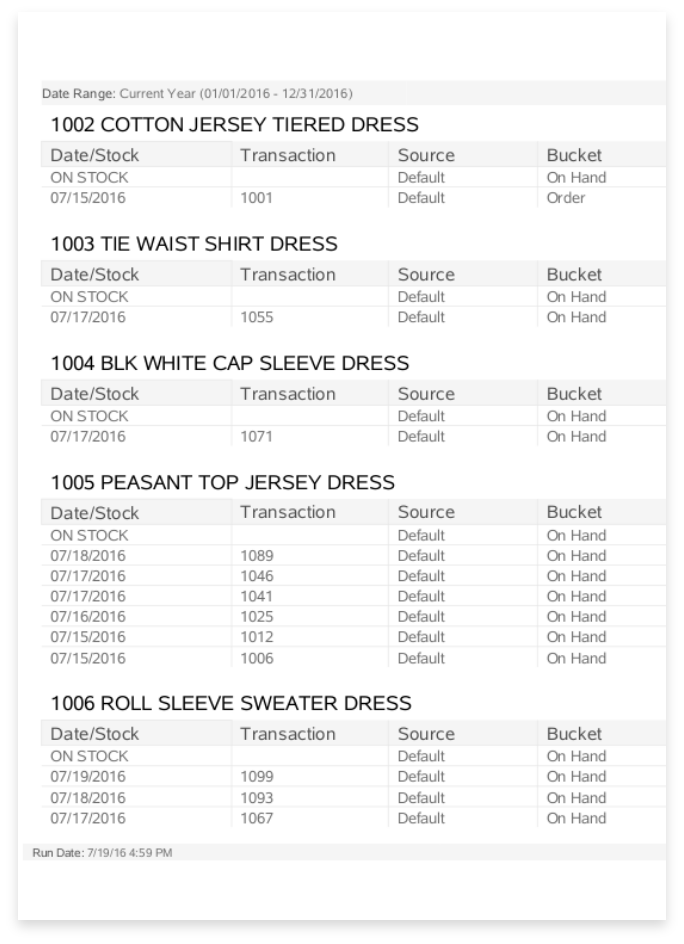 Date Range: Current Year (01/01/2016 - 12/31/2016)
1002 COTTON JERSEY TIERED DRESS
Date/Stock Transaction Source Bucket
ON STOCK Default On Hand
07/15/2016 1001 Default Order
1003 TIE WAIST SHIRT DRESS
Date/Stock Transaction Source Bucket
ON STOCK Default On Hand
07/17/2016 1055 Default On Hand
1004 BLK WHITE CAP SLEEVE DRESS
Date/Stock Transaction Source Bucket
ON STOCK Default On Hand
07/17/2016 1071 Default On Hand
1005 PEASANT TOP JERSEY DRESS
Date/Stock Transaction Source Bucket
ON STOCK Default On Hand
07/18/2016 1089 Default On Hand
07/17/2016 1046 Default On Hand
07/17/2016 1041 Default On Hand
07/16/2016 1025 Default On Hand
07/15/2016 1012 Default On Hand
07/15/2016 1006 Default On Hand
1006 ROLL SLEEVE SWEATER DRESS
Date/Stock Transaction Source Bucket
ON STOCK Default On Hand
07/19/2016 1099 Default On Hand
07/18/2016 1093 Default On Hand
07/17/2016 1067 Default On Hand
Run Date: 7/19/16 4:59 PM